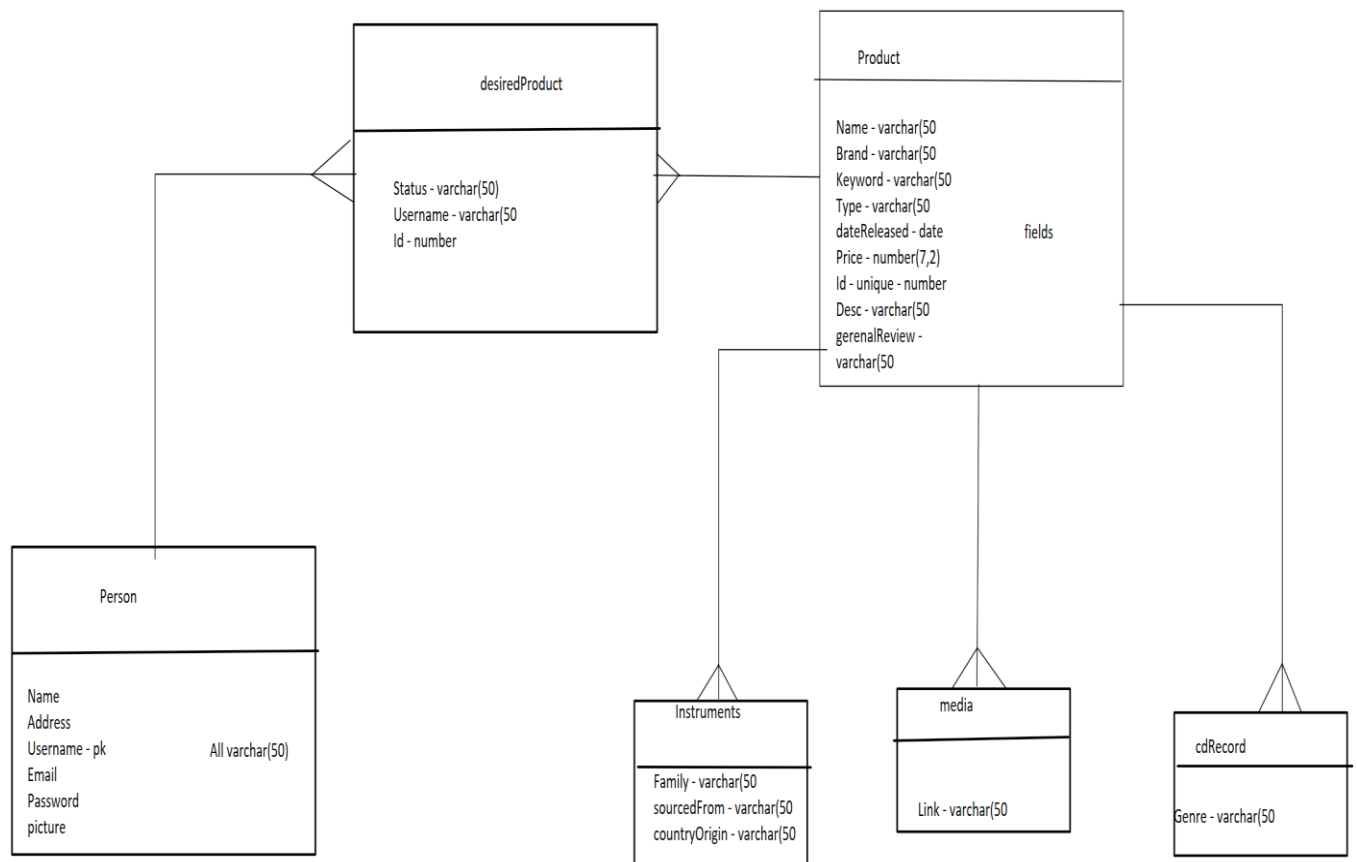 desiredProduct
Status - varchar(50)
Username - varchar(50
Id - number
Product
Name - varchar(50
Brand - varchar(50
Keyword - varchar(50
Type - varchar(50
dateReleased - date
fields
Price - number(7,2)
Id - unique - number
Desc - varchar(50
gerenalReview -
varchar(50
Person
Name
Address
Username - pk
All varchar(50)
Email
Password
picture
Instruments
Family - varchar(50
sourcedFrom - varchar(50
countryOrigin - varchar(50
media
Link - varchar(50
cdRecord
Genre - varchar(50